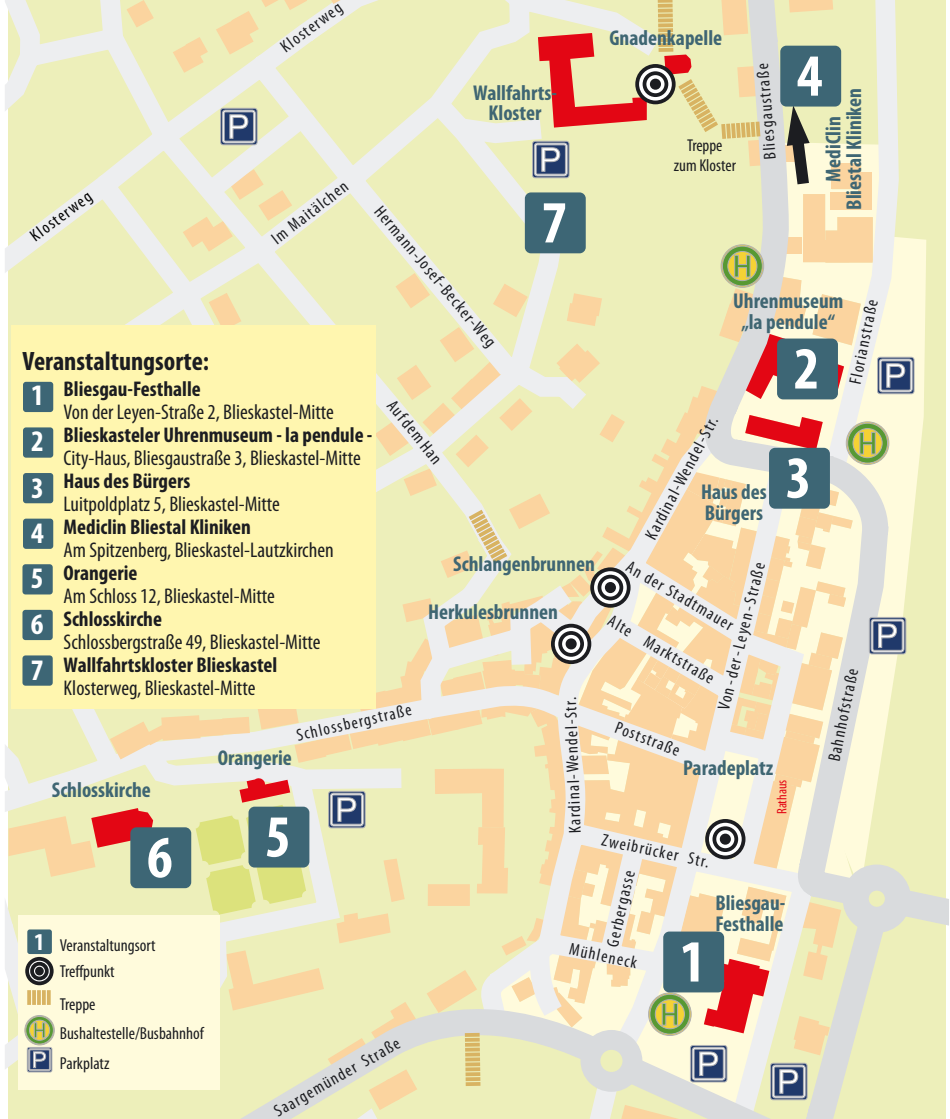 Klosterweg
Gnadenkapelle
Wallfahrts-
Kloster
P
P
Treppe
zum Kloster
Bliesgaustraße
4
MediClin
Bliestal Kliniken
Klosterweg
Im Maitälchen
Hermann-Josef-Becker-Weg
7
H
Uhrenmuseum
„la pendule“
2
Florianstraße
P
H
Veranstaltungsorte:
1 Bliesgau-Festhalle
Von der Leyen-Straße 2, Blieskastel-Mitte
2 Blieskasteler Uhrenmuseum - la pendule -
City-Haus, Bliesgaustraße 3, Blieskastel-Mitte
3 Haus des Bürgers
Luitpoldplatz 5, Blieskastel-Mitte
4 Mediclin Bliestal Kliniken
Am Spitzenberg, Blieskastel-Lautzkirchen
5 Orangerie
Am Schloss 12, Blieskastel-Mitte
6 Schlosskirche
Schlossbergstraße 49, Blieskastel-Mitte
7 Wallfahrtskloster Blieskastel
Klosterweg, Blieskastel-Mitte
Auf dem Han
Kardinal-Wendel-Str.
3
Haus des
Bürgers
Schlangenbrunnen
Herkulesbrunnen
An der Stadtmauer
Alte Marktstraße
Von-der-Leyen-Straße
P
Bahnhofstraße
Schlossbergstraße
Kardinal-Wendel-Str.
Poststraße
Paradeplatz
Rathaus
Orangerie
Schlosskirche
P
5
6
Zweibrücker Str.
Gerbergasse
Mühleneck
Bliesgau-
Festhalle
1
H
P
P
Saargemünder Straße
1 Veranstaltungsort
Treffpunkt
Treppe
H Bushaltestelle/Busbahnhof
P Parkplatz